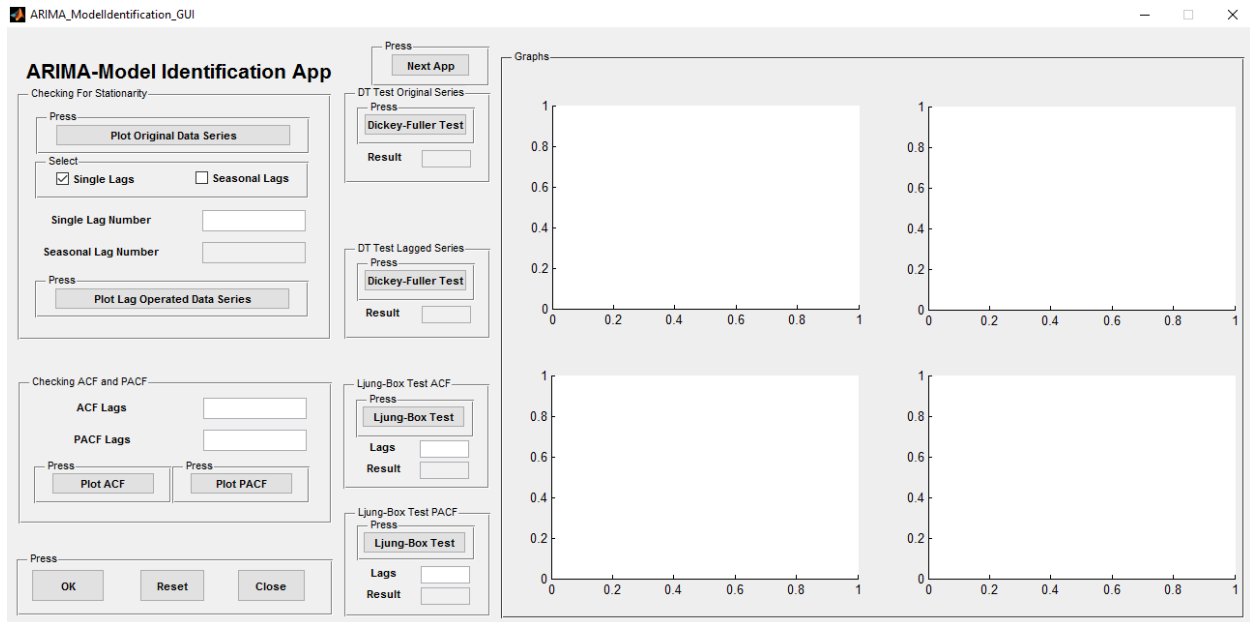 ARIMA_ModelIdentification_GUI
ARIMA-Model Identification App
Checking For Stationarity
Press
Plot Original Data Series
Select
Single Lags
Seasonal Lags
Single Lag Number
Seasonal Lag Number
Press
Plot Lag Operated Data Series
Checking ACF and PACF
ACF Lags
PACF Lags
Press
Plot ACF
Press
Plot PACF
Press
OK
Reset
Close
Press
Next App
DT Test Original Series
Press
Dickey-Fuller Test
Result
DT Test Lagged Series
Press
Dickey-Fuller Test
Result
Ljung-Box Test ACF
Press
Ljung-Box Test
Lags
Result
Ljung-Box Test PACF
Press
Ljung-Box Test
Lags
Result
Graphs
1
0.8
0.6
0.4
0.2
0
0 0.2 0.4 0.6 0.8 1
1
0.8
0.6
0.4
0.2
0
0 0.2 0.4 0.6 0.8 1
1
0.8
0.6
0.4
0.2
0
0 0.2 0.4 0.6 0.8 1
1
0.8
0.6
0.4
0.2
0
0 0.2 0.4 0.6 0.8 1